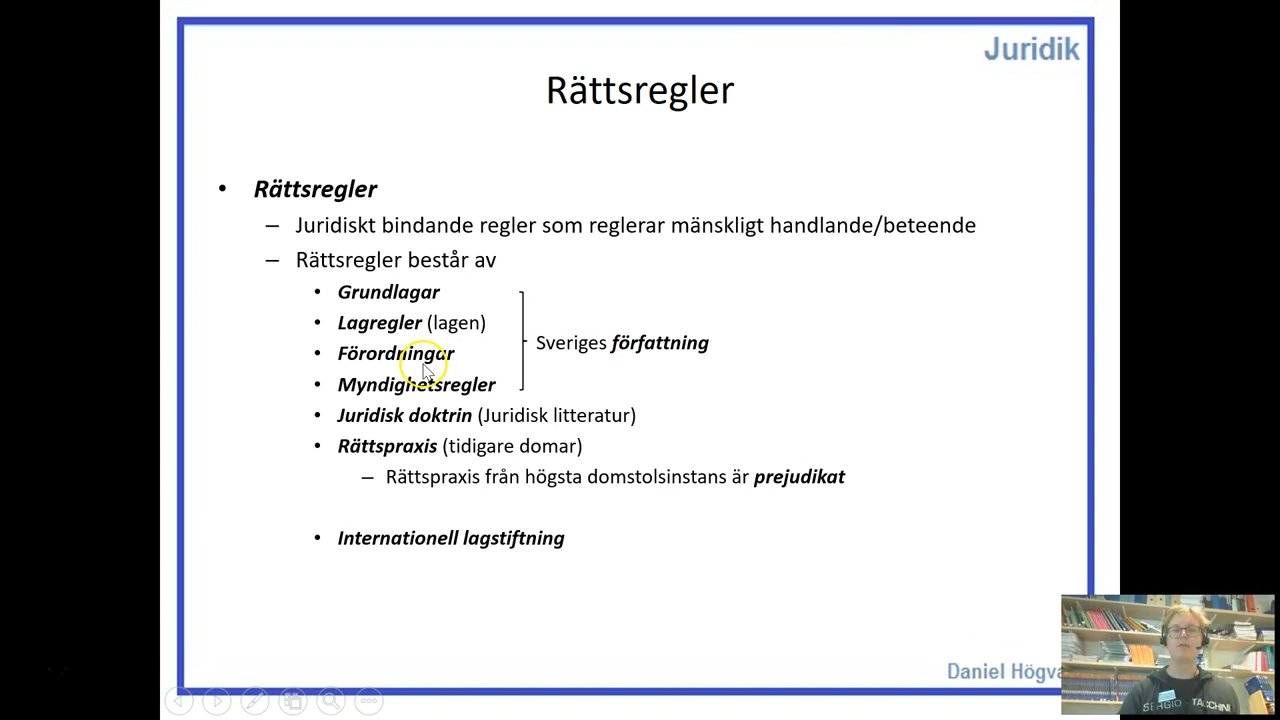 Juridik
Rättsregler
• Rättsregler
– Juridiskt bindande regler som reglerar mänskligt handlande/beteende
– Rättsregler består av
• Grundlagar
• Lagregler (lagen)
• Förordningar
• Myndighetsregler
Sveriges författning
• Juridisk doktrin (Juridisk litteratur)
• Rättspraxis (tidigare domar)
– Rättspraxis från högsta domstolsinstans är prejudikat
• Internationell lagstiftning
Daniel Högva
SERGIO TACCHINI